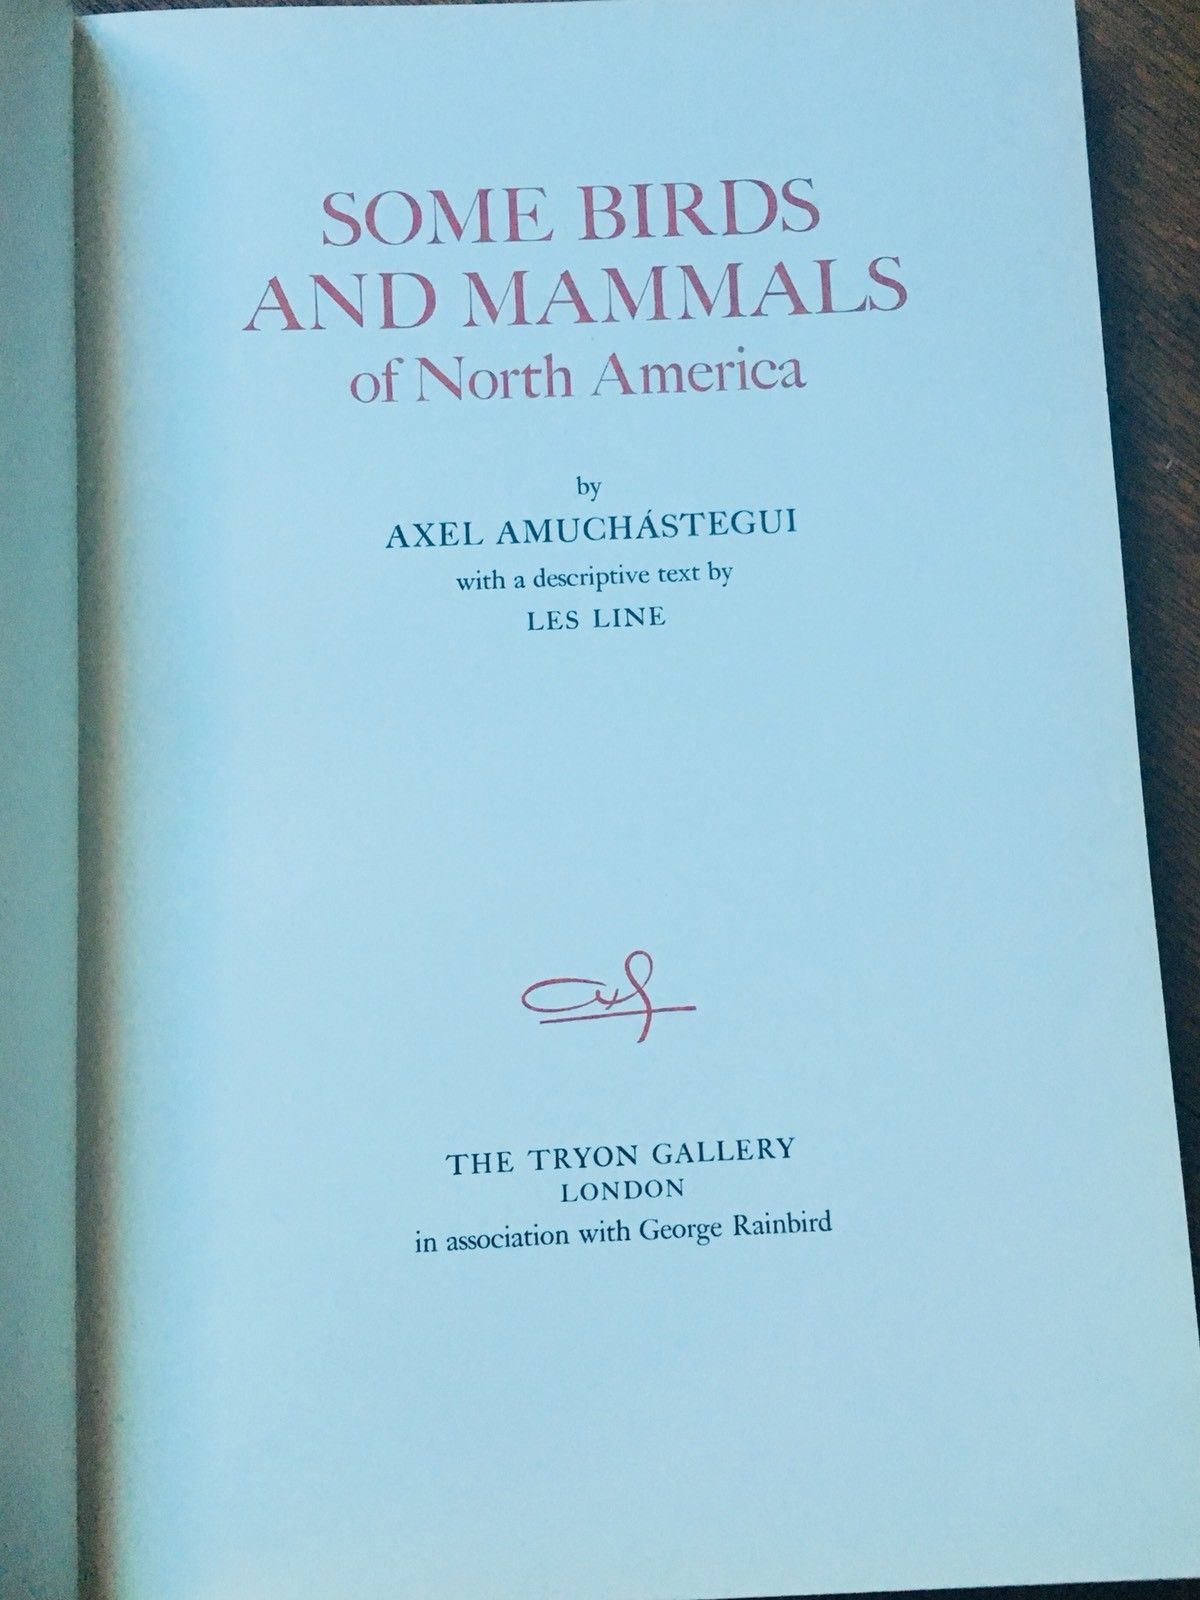 SOME BIRDS
AND MAMMALS
of North America
by
AXEL AMUCHÁSTEGUI
with a descriptive text by
LES LINE
Axl
THE TRYON GALLERY
LONDON
in association with George Rainbird